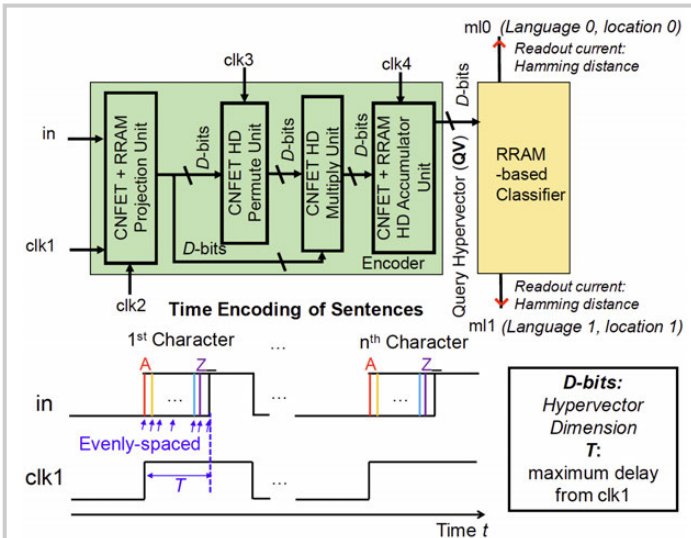 ml0 (Language 0, location 0)
Readout current:
Hamming distance
clk3
clk4
in
clk1
clk2
CNFET + RRAM
Projection Unit
D-bits
CNFET HD
Permute Unit
D-bits
CNFET HD
Multiply Unit
D-bits
CNFET + RRAM
HD Accumulator
Unit
D-bits
Encoder
D-bits
Query Hypervector (QV)
RRAM
-based
Classifier
Readout current:
Hamming distance
ml1 (Language 1, location 1)
Time Encoding of Sentences
1st Character
...
nth Character
A
Z
_
...
A
Z
_
...
in
...
Evenly-spaced
clk1
T
...
Time t
D-bits:
Hypervector
Dimension
T:
maximum delay
from clk1